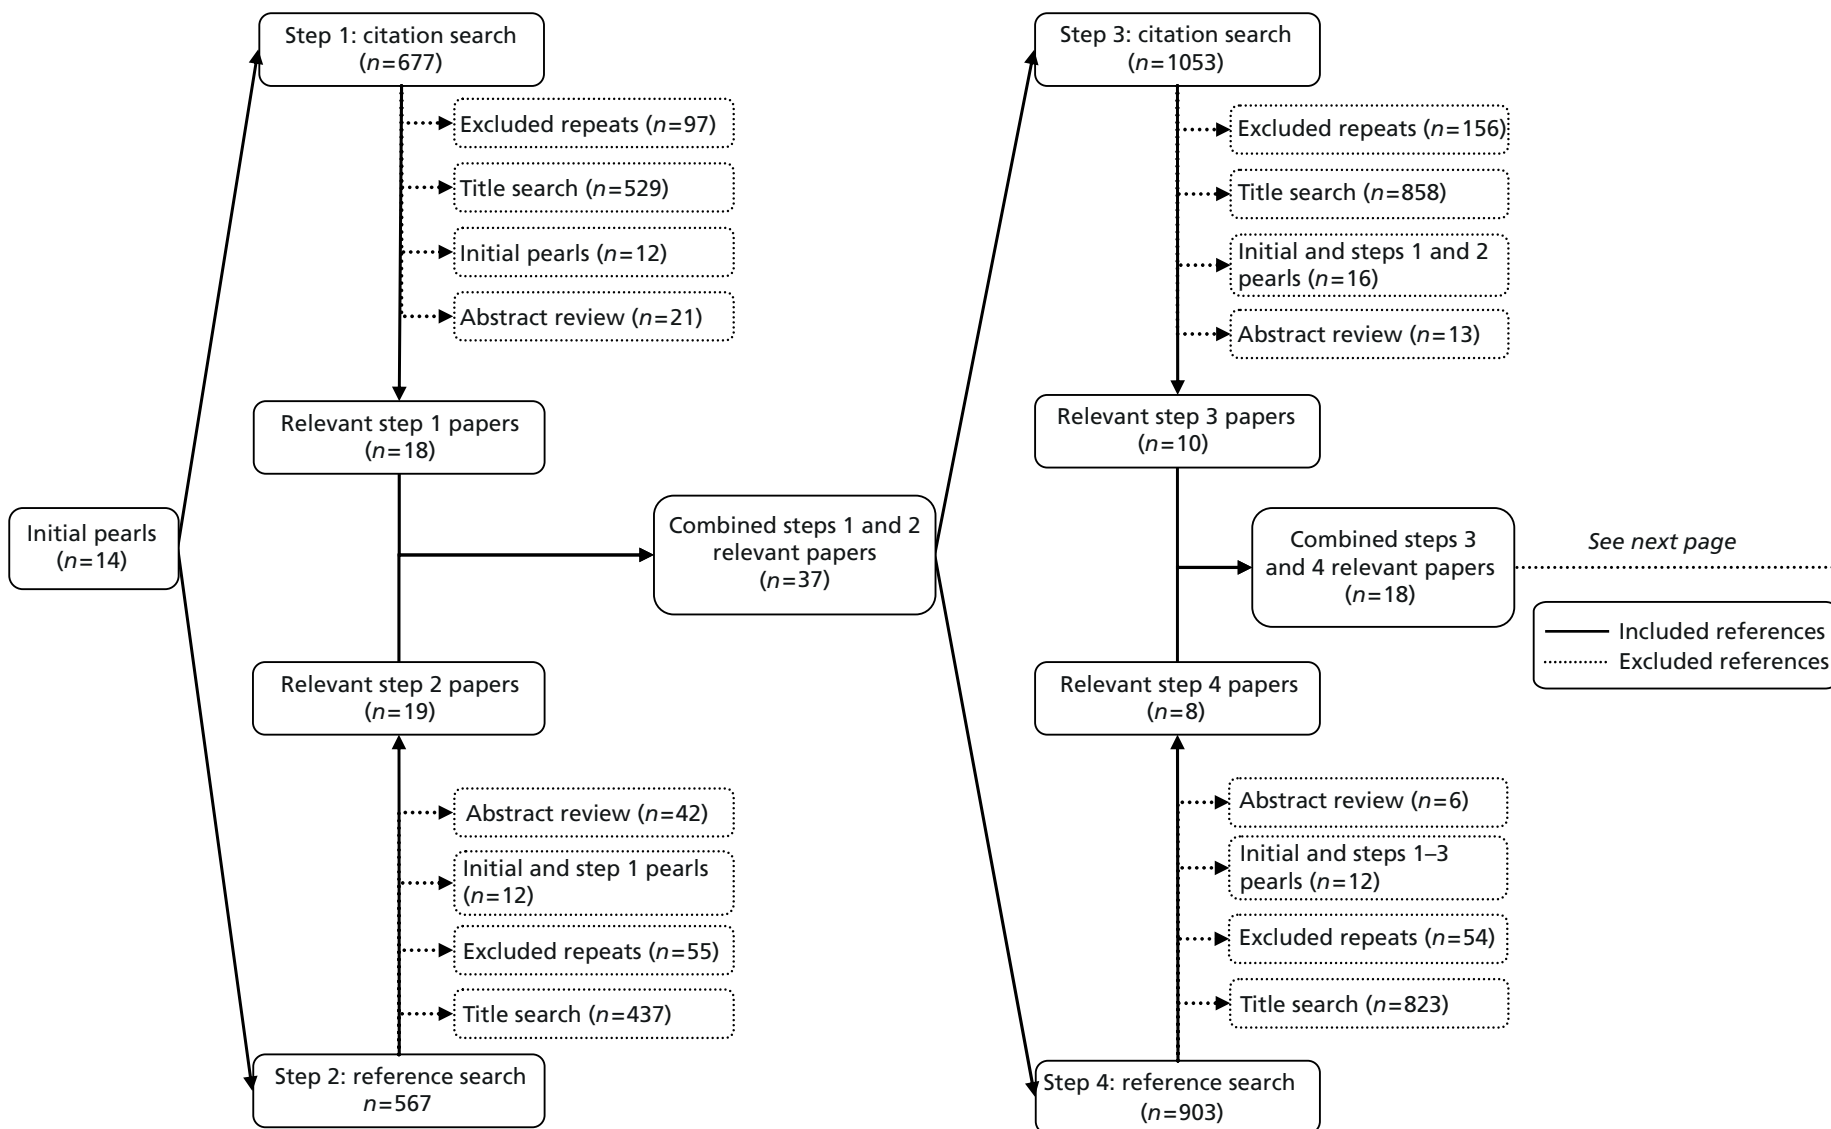 Step 1: citation search
(n=677)
Excluded repeats (n=97)
Title search (n=529)
Initial pearls (n=12)
Abstract review (n=21)
Relevant step 1 papers
(n=18)
Initial pearls
(n=14)
Combined steps 1 and 2
relevant papers
(n=37)
Relevant step 2 papers
(n=19)
Abstract review (n=42)
Initial and step 1 pearls
(n=12)
Excluded repeats (n=55)
Title search (n=437)
Step 2: reference search
n=567
Step 3: citation search
(n=1053)
Excluded repeats (n=156)
Title search (n=858)
Initial and steps 1 and 2
pearls (n=16)
Abstract review (n=13)
Relevant step 3 papers
(n=10)
Combined steps 3
and 4 relevant papers
(n=18)
See next page
Included references
Excluded references
Relevant step 4 papers
(n=8)
Abstract review (n=6)
Initial and steps 1–3
pearls (n=12)
Excluded repeats (n=54)
Title search (n=823)
Step 4: reference search
(n=903)